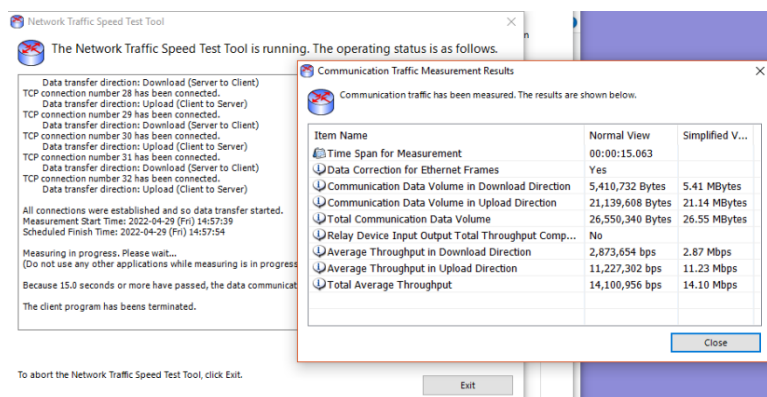 Network Traffic Speed Test Tool
The Network Traffic Speed Test Tool is running. The operating status is as follows.
Data transfer direction: Download (Server to Client)
TCP connection number 28 has been connected.
Data transfer direction: Upload (Client to Server)
TCP connection number 29 has been connected.
Data transfer direction: Download (Server to Client)
TCP connection number 30 has been connected.
Data transfer direction: Upload (Client to Server)
TCP connection number 31 has been connected.
Data transfer direction: Download (Server to Client)
TCP connection number 32 has been connected.
Data transfer direction: Upload (Client to Server)
All connections were established and so data transfer started.
Measurement Start Time: 2022-04-29 (Fri) 14:57:39
Scheduled Finish Time: 2022-04-29 (Fri) 14:57:54
Measuring in progress. Please wait...
(Do not use any other applications while measuring is in progress
Because 15.0 seconds or more have passed, the data communicat
The client program has beens terminated.
To abort the Network Traffic Speed Test Tool, click Exit.
Exit
Communication Traffic Measurement Results
Communication traffic has been measured. The results are shown below.
Item Name Normal View Simplified V...
Time Span for Measurement 00:00:15.063
Data Correction for Ethernet Frames Yes
Communication Data Volume in Download Direction 5,410,732 Bytes 5.41 MBytes
Communication Data Volume in Upload Direction 21,139,608 Bytes 21.14 MBytes
Total Communication Data Volume 26,550,340 Bytes 26.55 MBytes
Relay Device Input Output Total Throughput Comp... No
Average Throughput in Download Direction 2,873,654 bps 2.87 Mbps
Average Throughput in Upload Direction 11,227,302 bps 11.23 Mbps
Total Average Throughput 14,100,956 bps 14.10 Mbps
Close